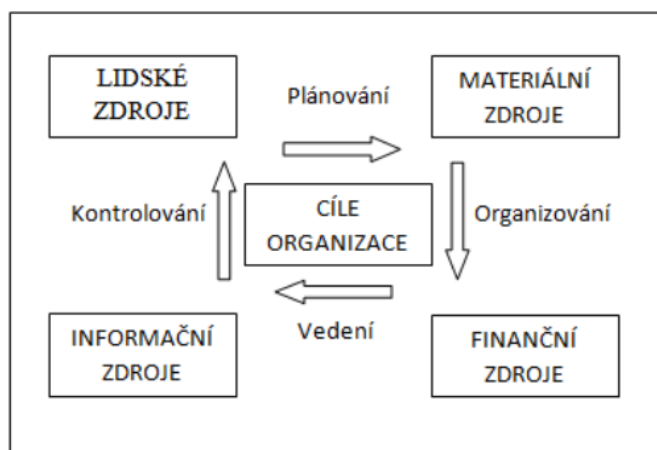 LIDSKÉ
ZDROJE
Plánování
MATERIÁLNÍ
ZDROJE
Kontrolování
CÍLE
ORGANIZACE
Organizování
INFORMAČNÍ
ZDROJE
Vedení
FINANČNÍ
ZDROJE